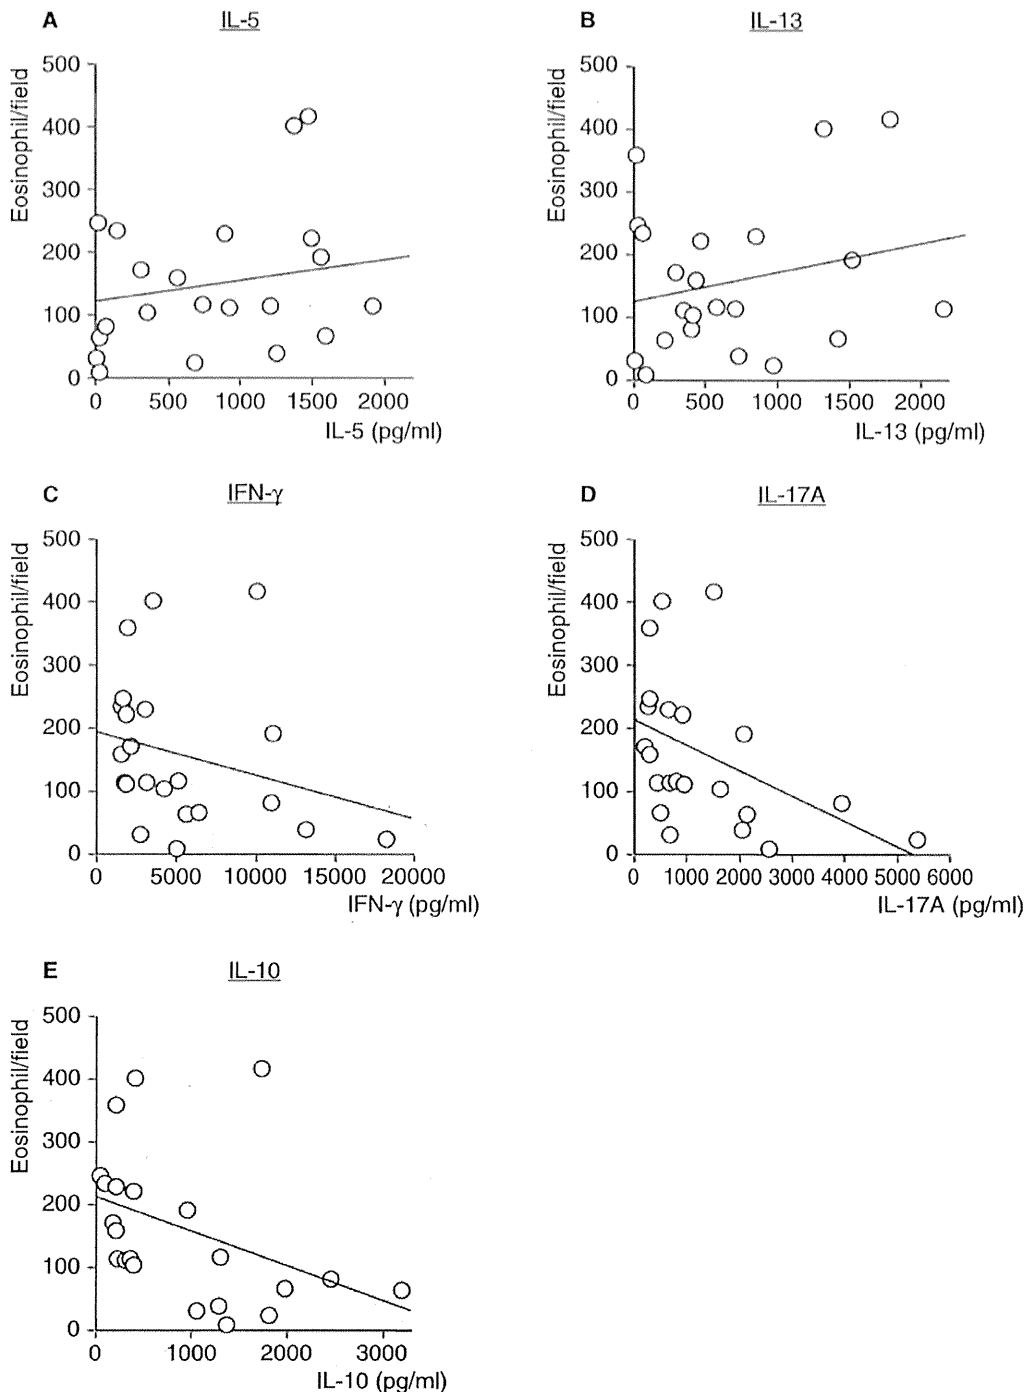 A IL-5
Eosinophil/field
500
400
300
200
100
0
0 500 1000 1500 2000
IL-5 (pg/ml)
B IL-13
Eosinophil/field
500
400
300
200
100
0
0 500 1000 1500 2000
IL-13 (pg/ml)
C IFN-γ
Eosinophil/field
500
400
300
200
100
0
0 5000 10000 15000 20000
IFN-γ (pg/ml)
D IL-17A
Eosinophil/field
500
400
300
200
100
0
0 1000 2000 3000 4000 5000 6000
IL-17A (pg/ml)
E IL-10
Eosinophil/field
500
400
300
200
100
0
0 1000 2000 3000
IL-10 (pg/ml)